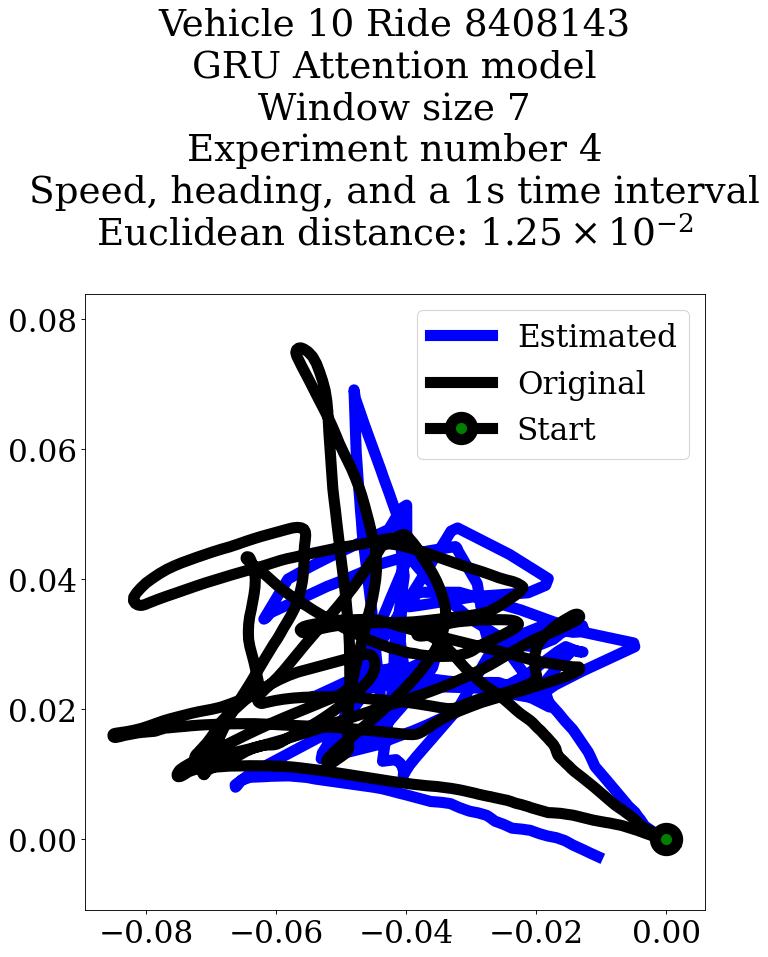 Vehicle 10 Ride 8408143
GRU Attention model
Window size 7
Experiment number 4
Speed, heading, and a 1s time interval
Euclidean distance: 1.25 × 10⁻²
Estimated
Original
Start
0.08
0.06
0.04
0.02
0.00
−0.08 −0.06 −0.04 −0.02 0.00